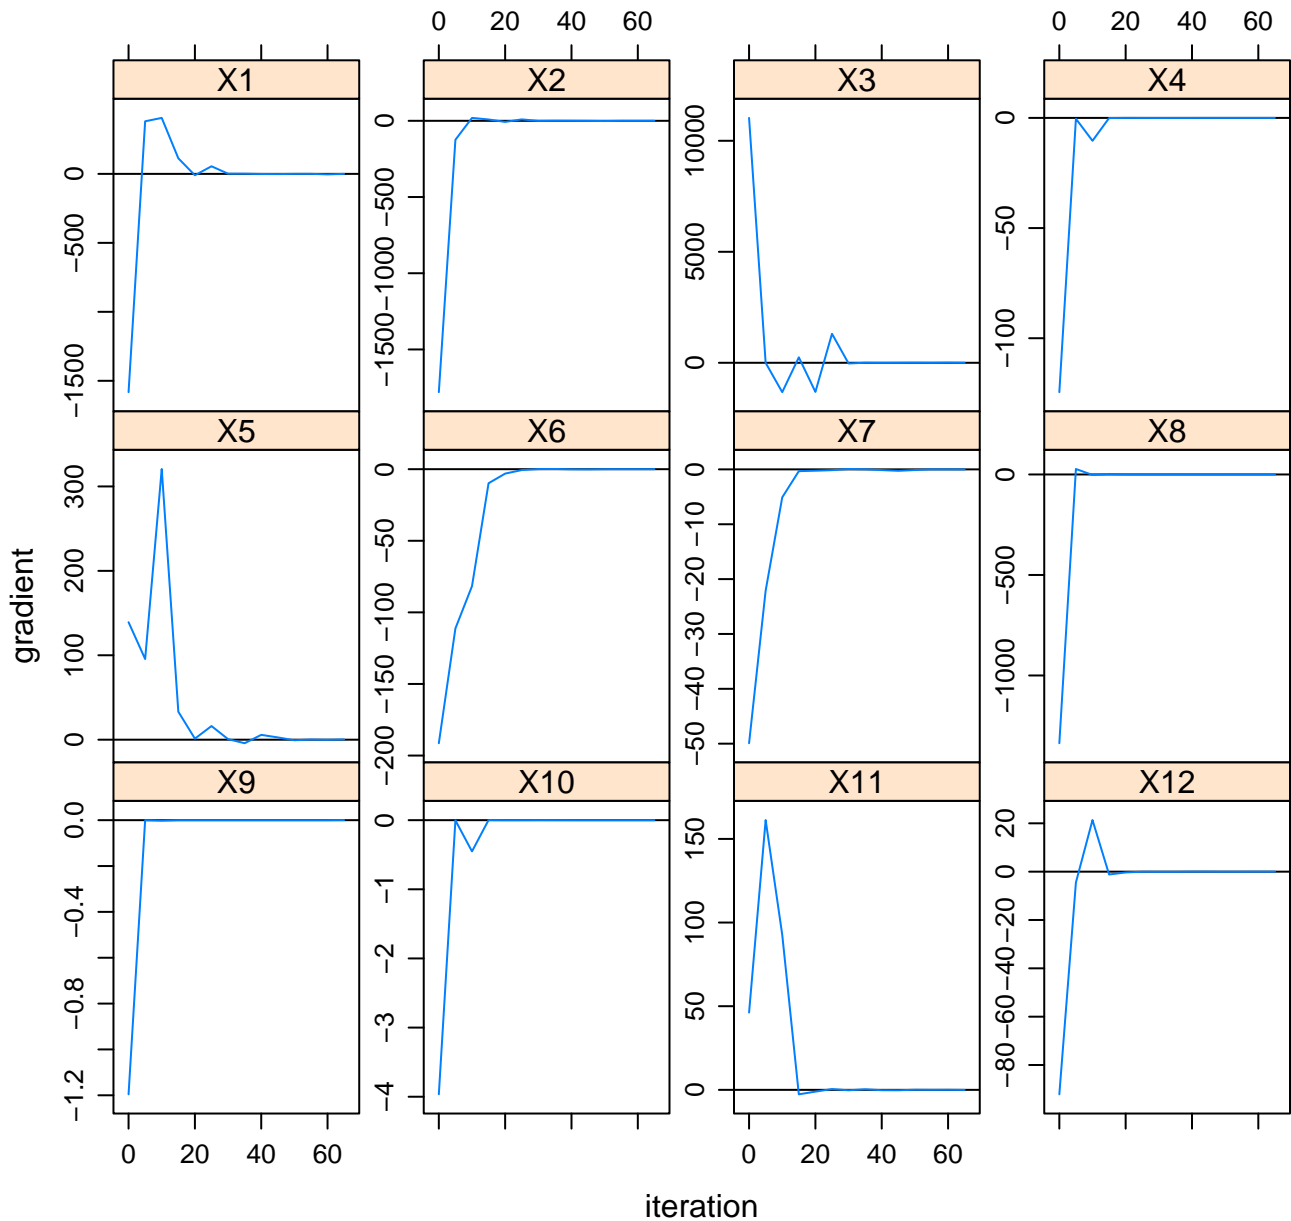 0 20 40 60 0 20 40 60
X1 X2 X3 X4
0 −500 −1500
0 −500 −1000 −1500
10000 5000 0
0 −50 −100
X5 X6 X7 X8
300 200 100 0
0 −50 −100 −150 −200
0 −10 −20 −30 −40 −50
0 −500 −1000
X9 X10 X11 X12
0.0 −0.4 −0.8 −1.2
0 −1 −2 −3 −4
150 100 50 0
20 0 −20 −40 −60 −80
gradient
0 20 40 60 0 20 40 60
iteration